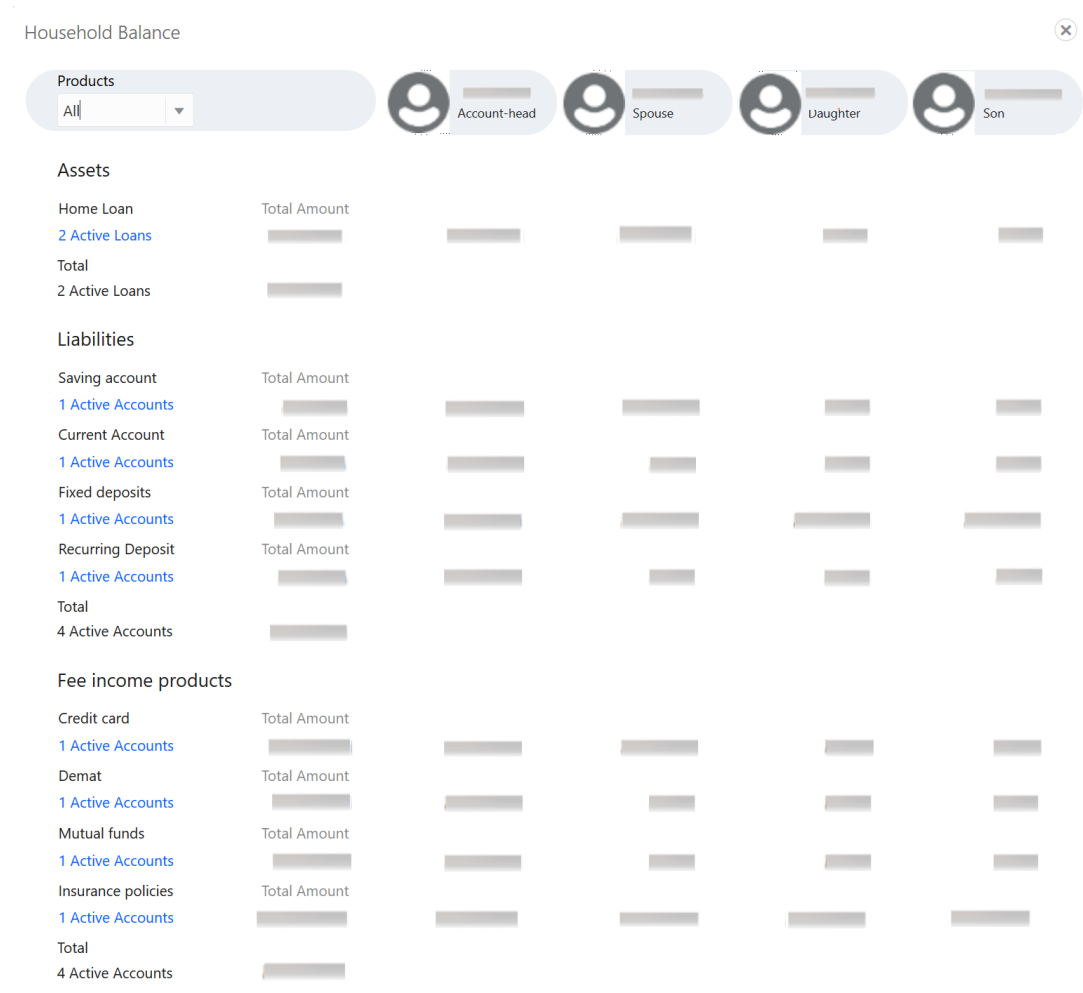 Household Balance
Products
All
Account-head
Spouse
Daughter
Son
Assets
Home Loan Total Amount
2 Active Loans
Total
2 Active Loans
Liabilities
Saving account Total Amount
1 Active Accounts
Current Account Total Amount
1 Active Accounts
Fixed deposits Total Amount
1 Active Accounts
Recurring Deposit Total Amount
1 Active Accounts
Total
4 Active Accounts
Fee income products
Credit card Total Amount
1 Active Accounts
Demat Total Amount
1 Active Accounts
Mutual funds Total Amount
1 Active Accounts
Insurance policies Total Amount
1 Active Accounts
Total
4 Active Accounts